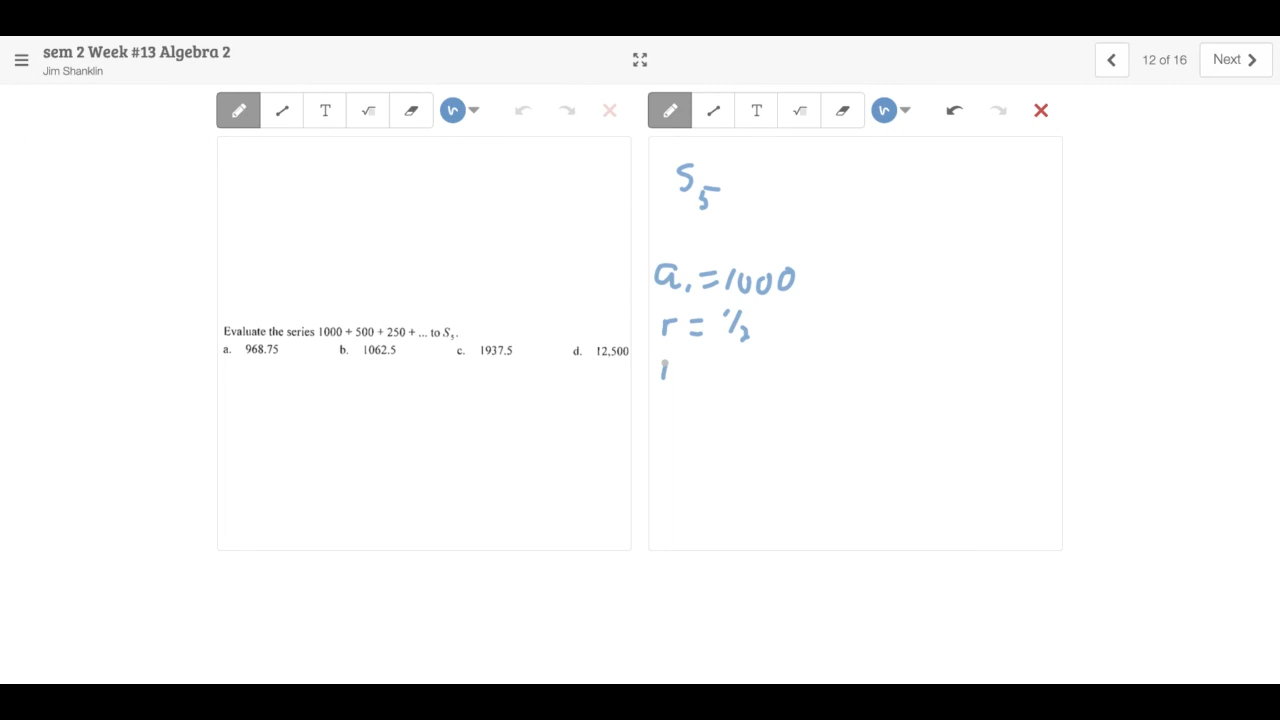 sem 2 Week #13 Algebra 2
Jim Shanklin
12 of 16
Next
T
T
Evaluate the series 1000 + 500 + 250 + ... to S₅.
a. 968.75 b. 1062.5 c. 1937.5 d. 12,500
S₅
a₁ = 1000
r = 1/2